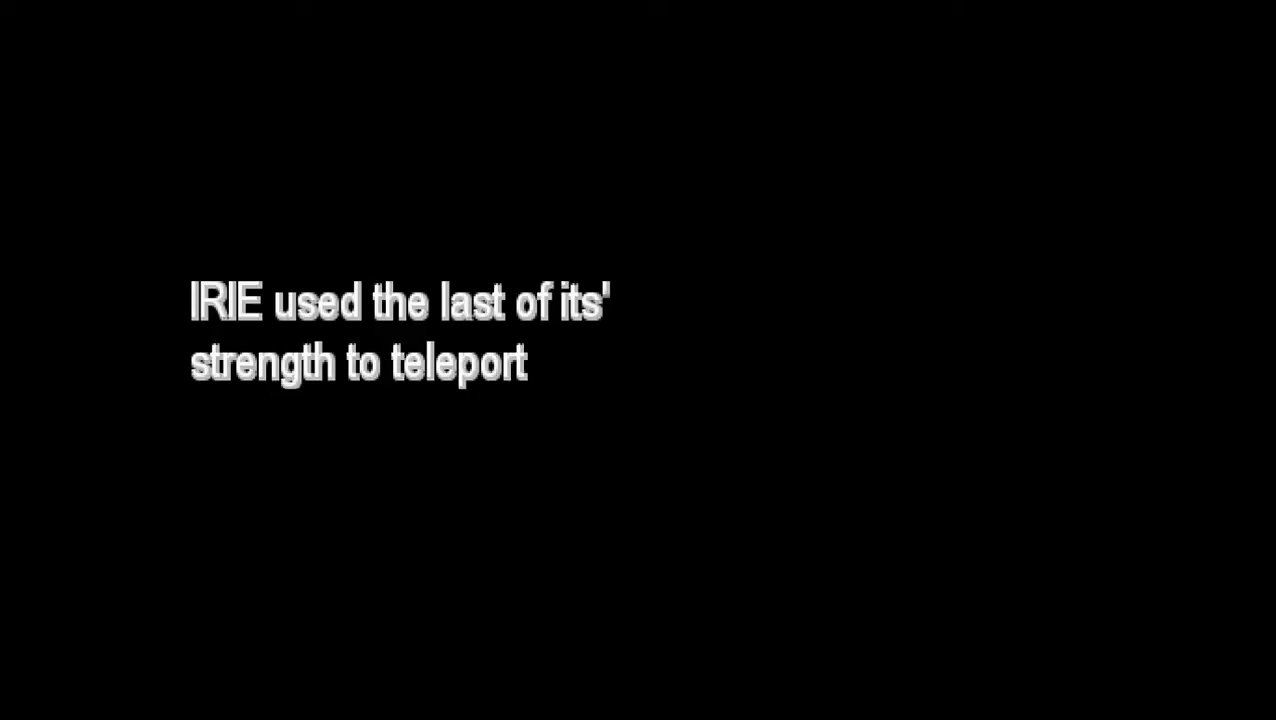 IRIE used the last of its'
strength to teleport